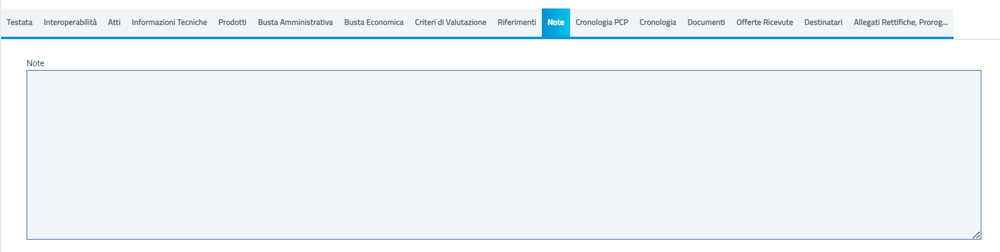 Testata Interoperabilità Atti Informazioni Tecniche Prodotti Busta Amministrativa Busta Economica Criteri di Valutazione Riferimenti Note Cronologia PCP Cronologia Documenti Offerte Ricevute Destinatari Allegati Rettifiche, Prorog...
Note